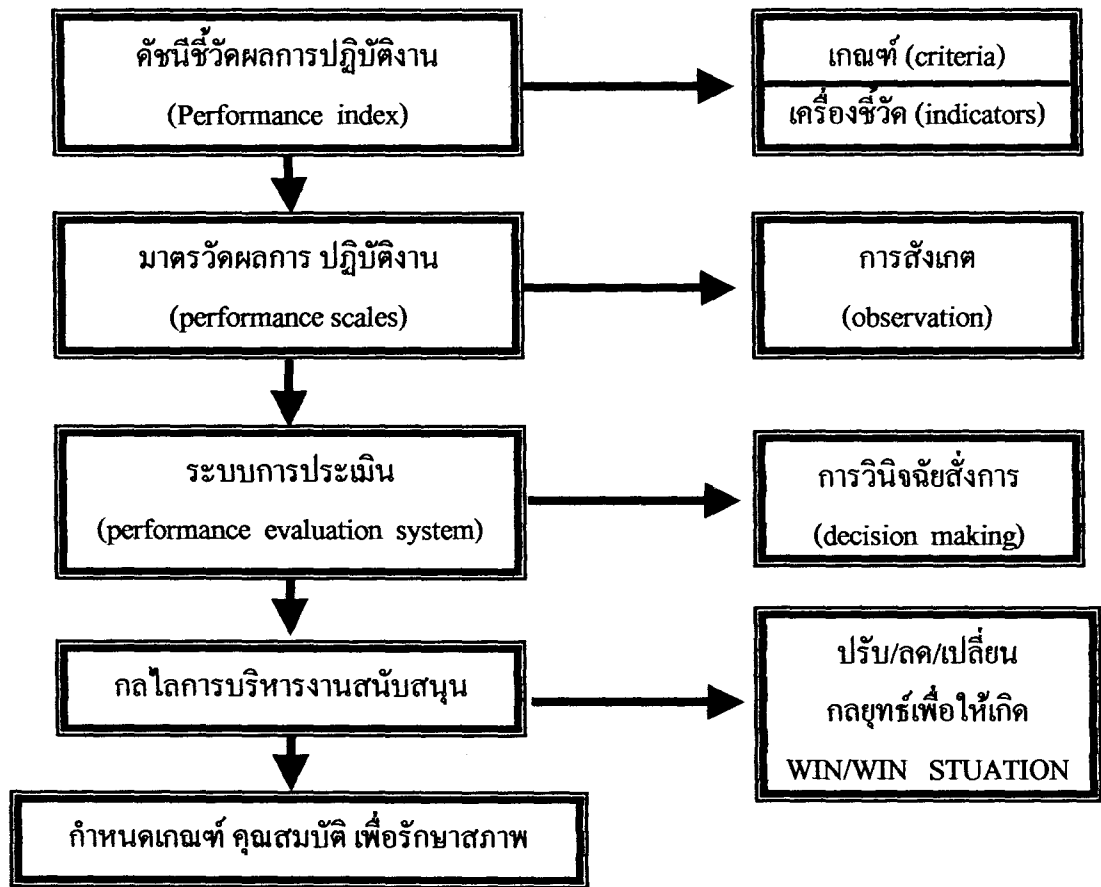 ดัชนีชี้วัดผลการปฏิบัติงาน
(Performance index)
เกณฑ์ (criteria)
เครื่องชี้วัด (indicators)
มาตรวัดผลการ ปฏิบัติงาน
(performance scales)
การสังเกต
(observation)
ระบบการประเมิน
(performance evaluation system)
การวินิจฉัยสั่งการ
(decision making)
กลไลการบริหารงานสนับสนุน
ปรับ/ลด/เปลี่ยน
กลยุทธ์เพื่อให้เกิด
WIN/WIN STUATION
กำหนดเกณฑ์ คุณสมบัติ เพื่อรักษาสภาพ